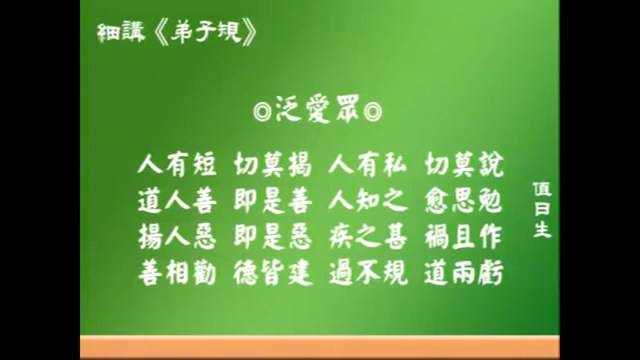 細講《弟子規》
◎泛愛眾◎
人有短 切莫揭 人有私 切莫說
道人善 即是善 人知之 愈思勉
揚人惡 即是惡 疾之甚 禍且作
善相勸 德皆建 過不規 道兩虧
值日生